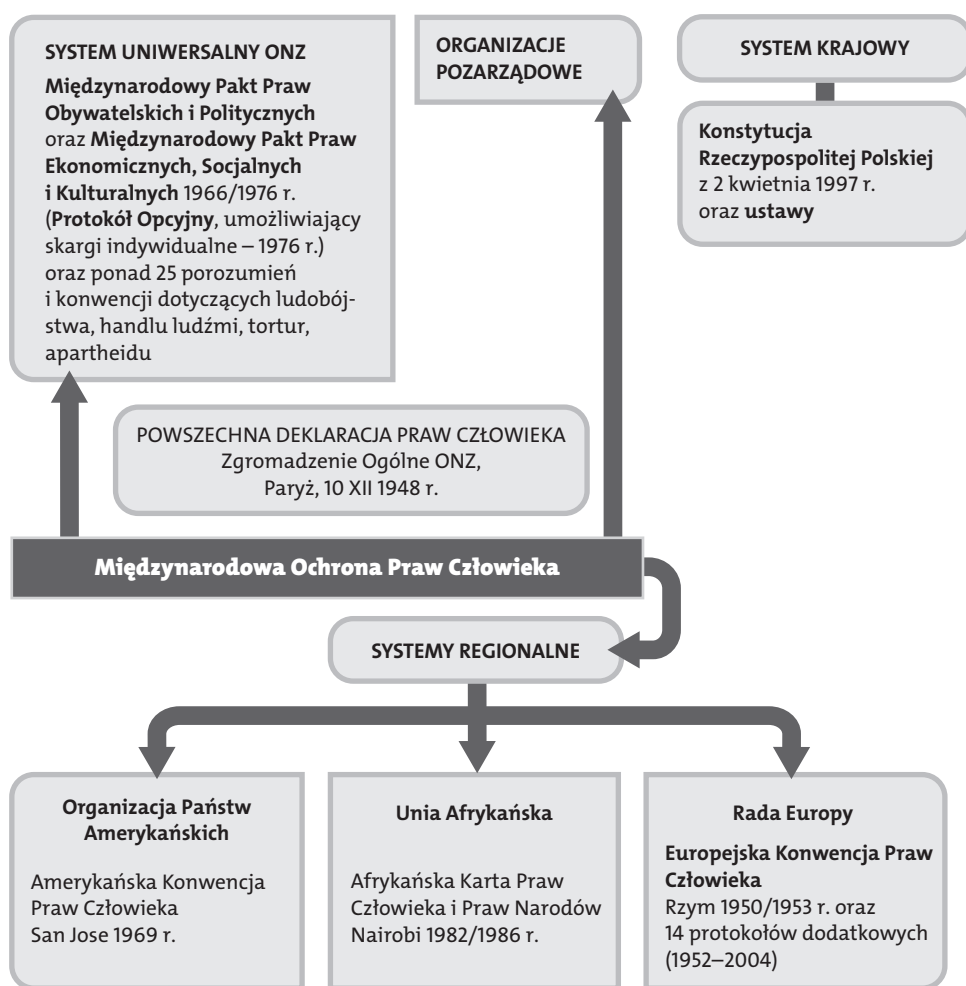 SYSTEM UNIWERSALNY ONZ
Międzynarodowy Pakt Praw
Obywatelskich i Politycznych
oraz Międzynarodowy Pakt Praw
Ekonomicznych, Socjalnych
i Kulturalnych 1966/1976 r.
(Protokół Opcyjny, umożliwiający
skargi indywidualne – 1976 r.)
oraz ponad 25 porozumień
i konwencji dotyczących ludobój-
stwa, handlu ludźmi, tortur,
apartheidu
ORGANIZACJE
POZARZĄDOWE
SYSTEM KRAJOWY
Konstytucja
Rzeczypospolitej Polskiej
z 2 kwietnia 1997 r.
oraz ustawy
POWSZECHNA DEKLARACJA PRAW CZŁOWIEKA
Zgromadzenie Ogólne ONZ,
Paryż, 10 XII 1948 r.
Międzynarodowa Ochrona Praw Człowieka
SYSTEMY REGIONALNE
Organizacja Państw
Amerykańskich
Amerykańska Konwencja
Praw Człowieka
San Jose 1969 r.
Unia Afrykańska
Afrykańska Karta Praw
Człowieka i Praw Narodów
Nairobi 1982/1986 r.
Rada Europy
Europejska Konwencja Praw
Człowieka
Rzym 1950/1953 r. oraz
14 protokołów dodatkowych
(1952–2004)